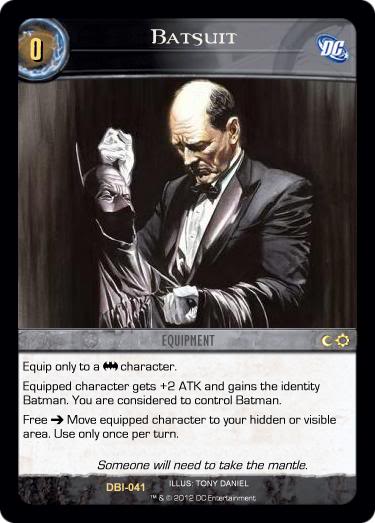 0
BATSUIT
DC
EQUIPMENT
Equip only to a character.
Equipped character gets +2 ATK and gains the identity
Batman. You are considered to control Batman.
Free ➔ Move equipped character to your hidden or visible
area. Use only once per turn.
Someone will need to take the mantle.
DBI-041 ILLUS: TONY DANIEL
™ & © 2012 DC Entertainment